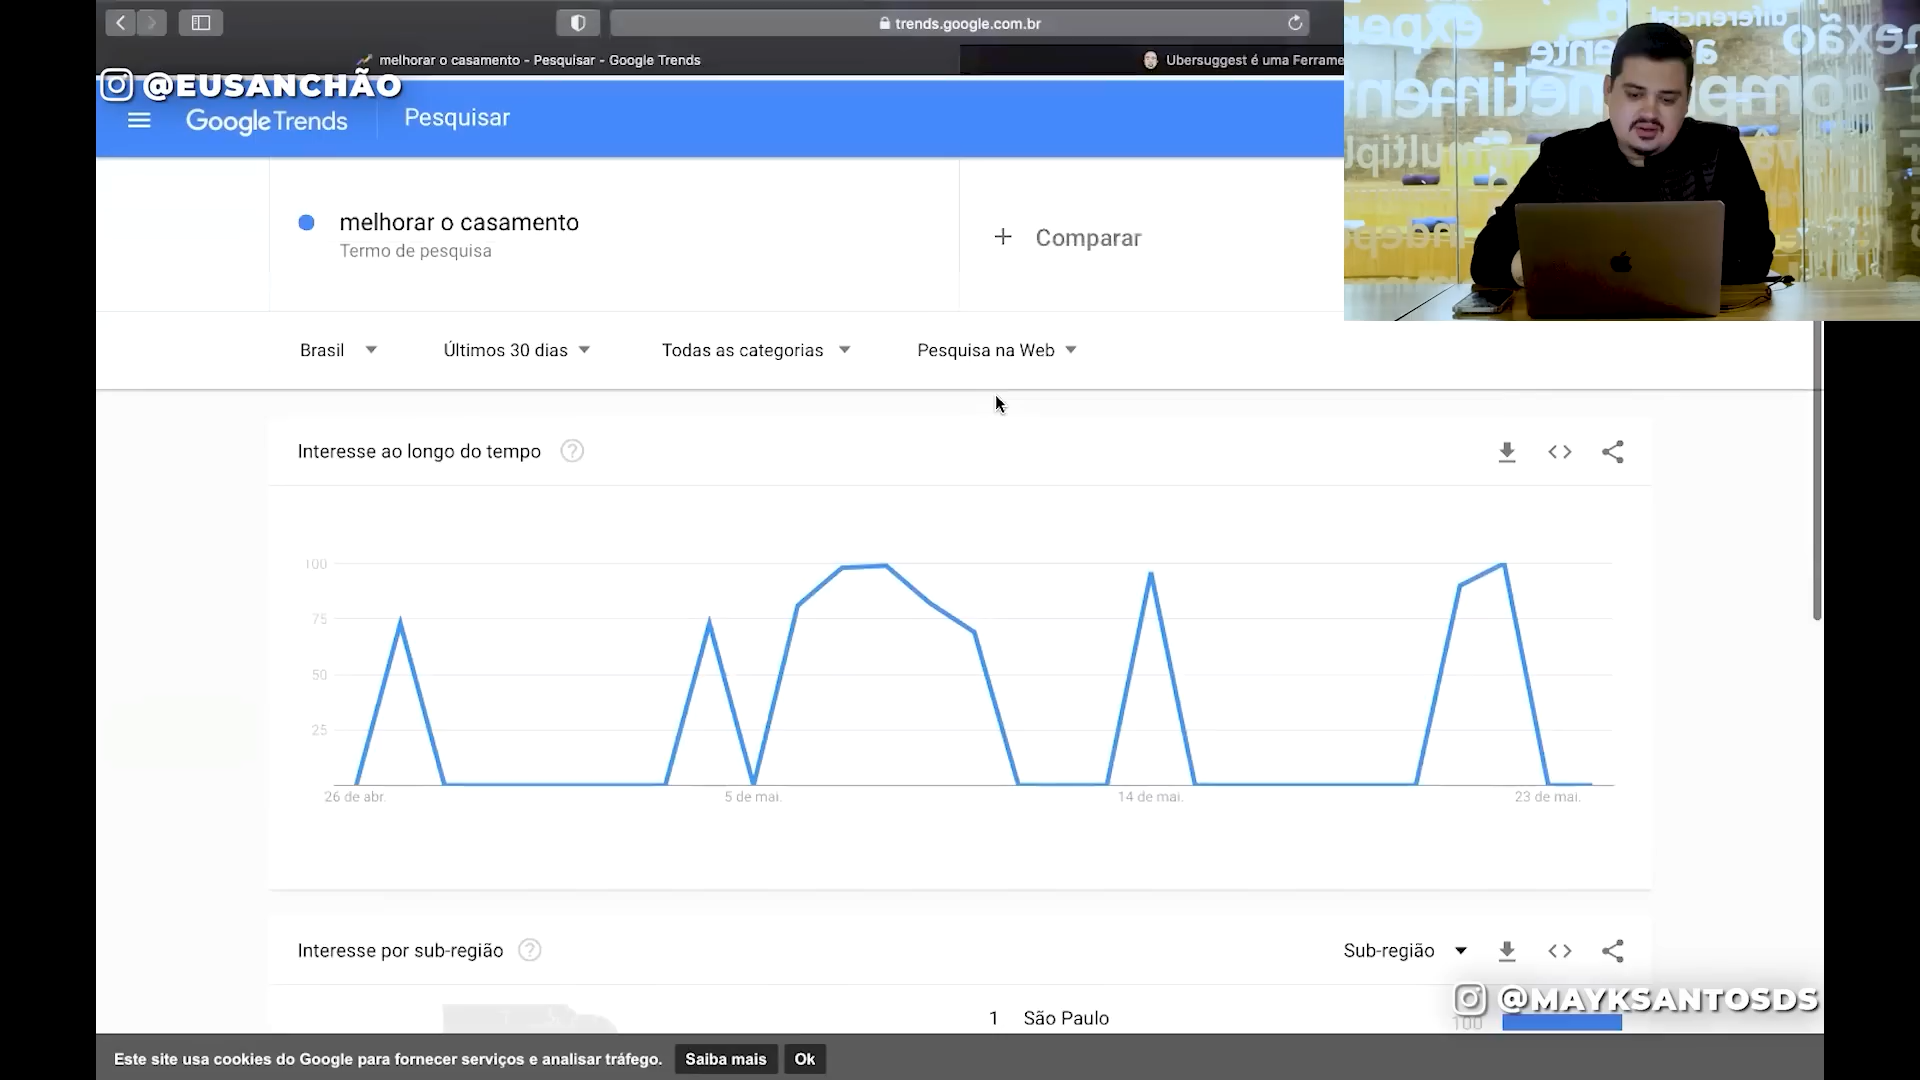 trends.google.com.br
melhorar o casamento - Pesquisar - Google Trends
Ubersuggest é uma Ferrame
@EUSANCHÃO
Google Trends
Pesquisar
melhorar o casamento
Termo de pesquisa
+ Comparar
Brasil
Últimos 30 dias
Todas as categorias
Pesquisa na Web
Interesse ao longo do tempo
100
75
50
25
26 de abr.
5 de mai.
14 de mai.
23 de mai.
Interesse por sub-região
Sub-região
1 São Paulo
100
@MAYKSANTOSDS
Este site usa cookies do Google para fornecer serviços e analisar tráfego.
Saiba mais
Ok